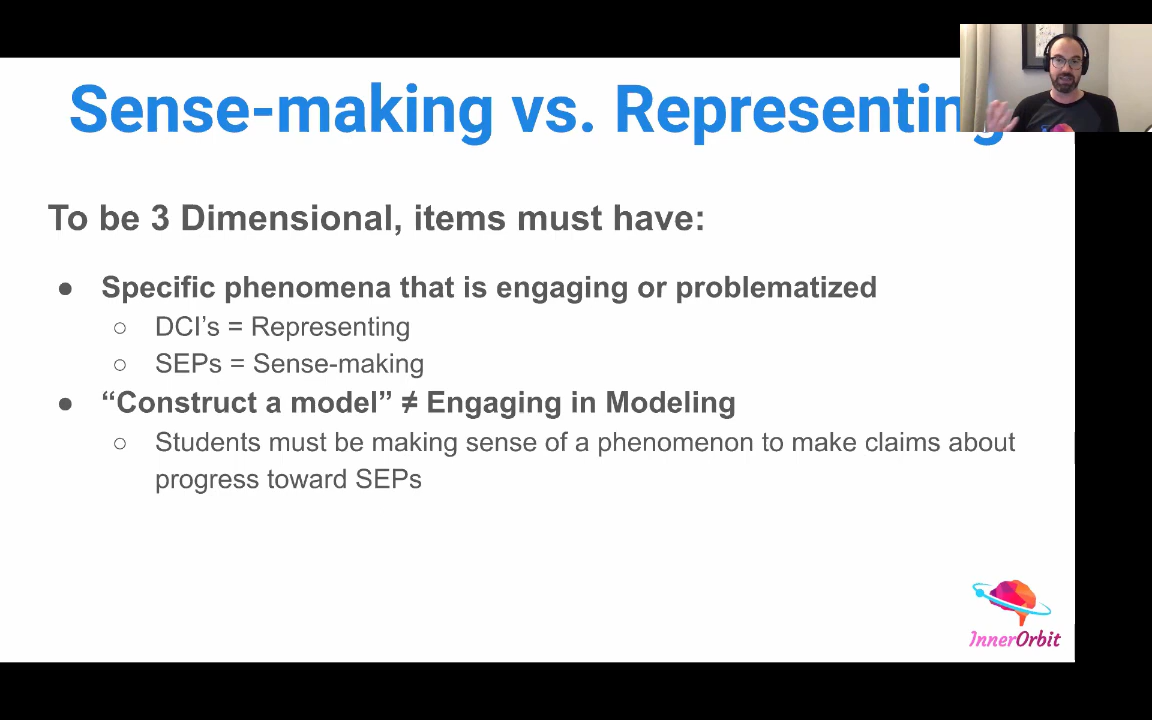 Sense-making vs. Representing
To be 3 Dimensional, items must have:
● Specific phenomena that is engaging or problematized
○ DCI's = Representing
○ SEPs = Sense-making
● “Construct a model” ≠ Engaging in Modeling
○ Students must be making sense of a phenomenon to make claims about
progress toward SEPs
InnerOrbit